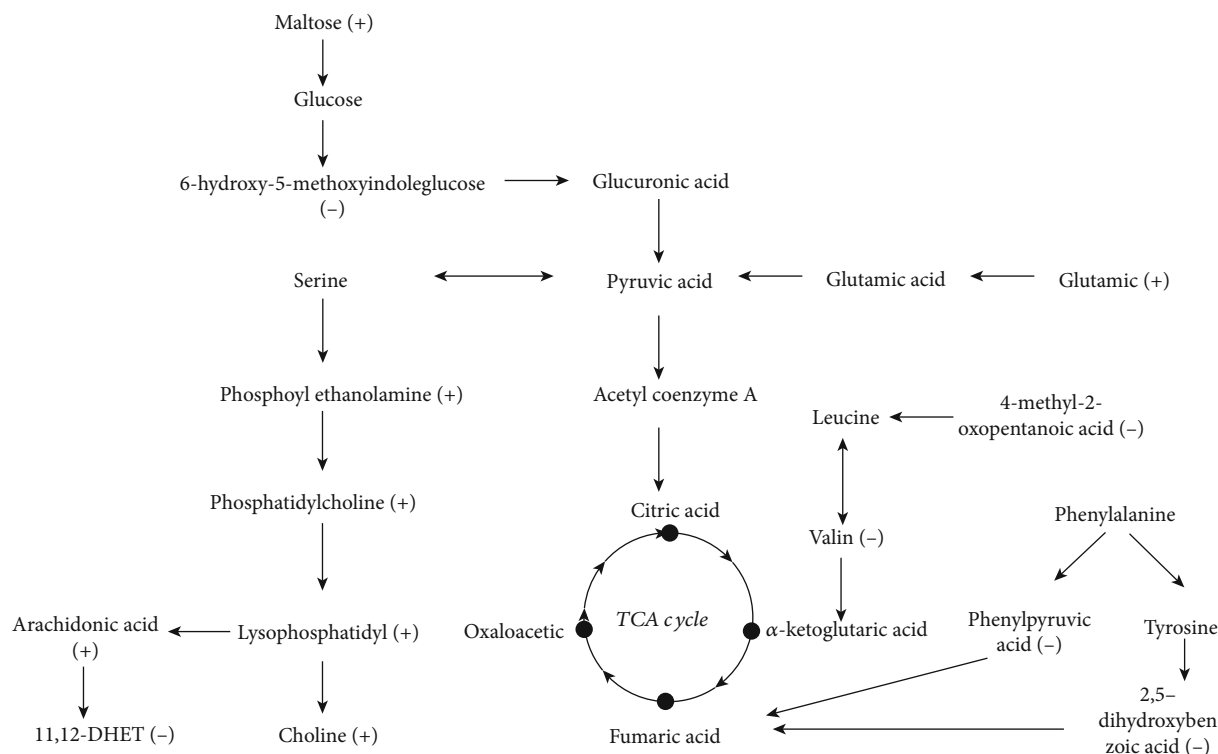 Maltose (+)
Glucose
6-hydroxy-5-methoxyindoleglucose
(–)
Glucuronic acid
Serine
Pyruvic acid
Glutamic acid
Glutamic (+)
Phosphoyl ethanolamine (+)
Acetyl coenzyme A
Leucine
4-methyl-2-
oxopentanoic acid (–)
Phosphatidylcholine (+)
Citric acid
Valin (–)
Phenylalanine
Arachidonic acid
(+)
Lysophosphatidyl (+)
Oxaloacetic
TCA cycle
α-ketoglutaric acid
Phenylpyruvic
acid (–)
Tyrosine
11,12-DHET (–)
Choline (+)
Fumaric acid
2,5–
dihydroxyben
zoic acid (–)